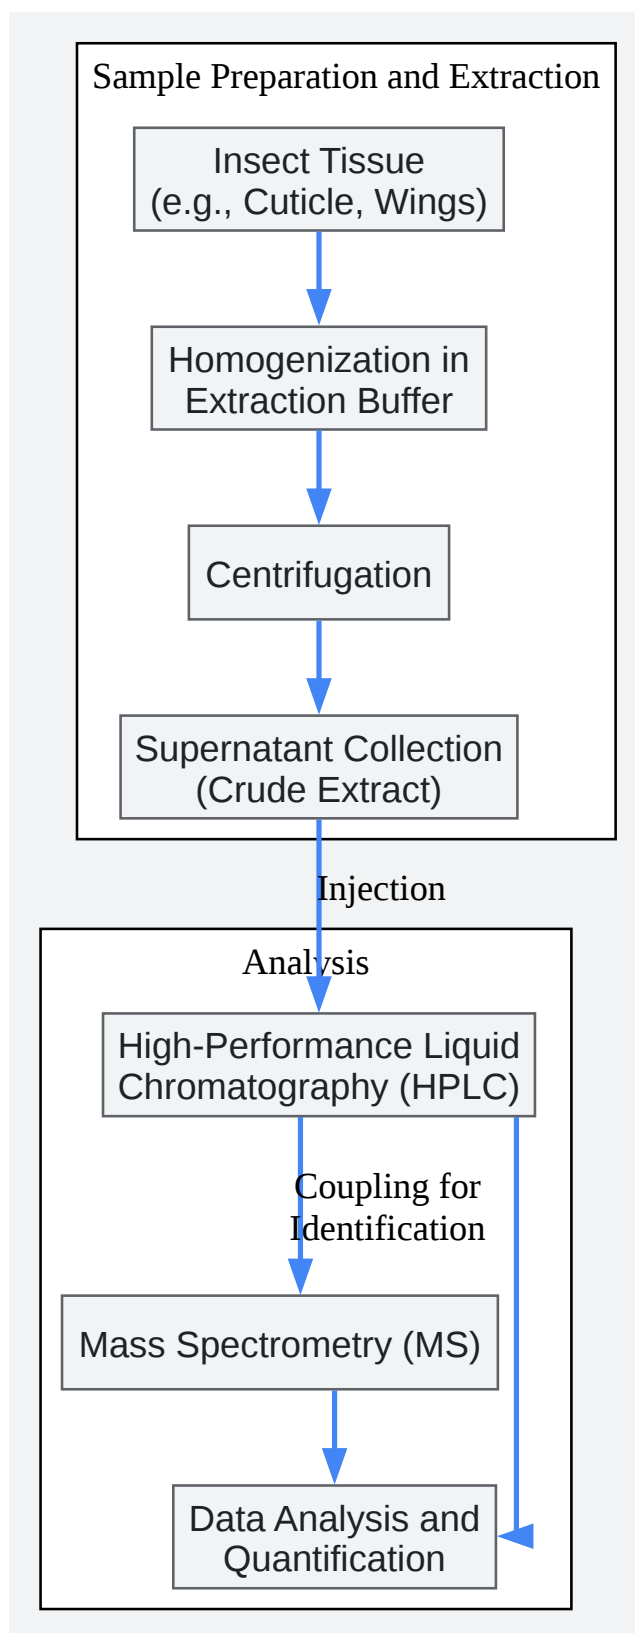 Sample Preparation and Extraction
Insect Tissue
(e.g., Cuticle, Wings)
Homogenization in
Extraction Buffer
Centrifugation
Supernatant Collection
(Crude Extract)
Injection
Analysis
High-Performance Liquid
Chromatography (HPLC)
Coupling for
Identification
Mass Spectrometry (MS)
Data Analysis and
Quantification